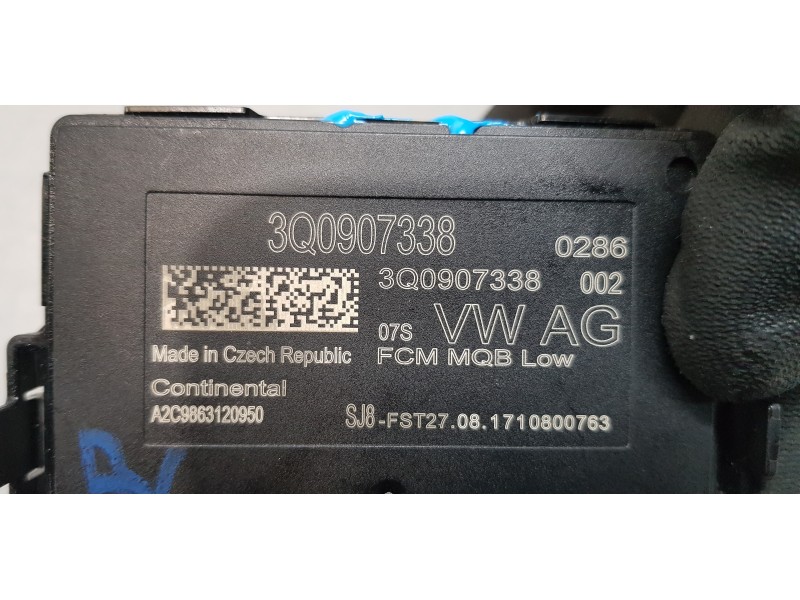 3Q0907338
0286
3Q0907338 002
07S VW AG
Made in Czech Republic FCM MQB Low
Continental
A2C9863120950 SJ8-FST27.08.1710800763